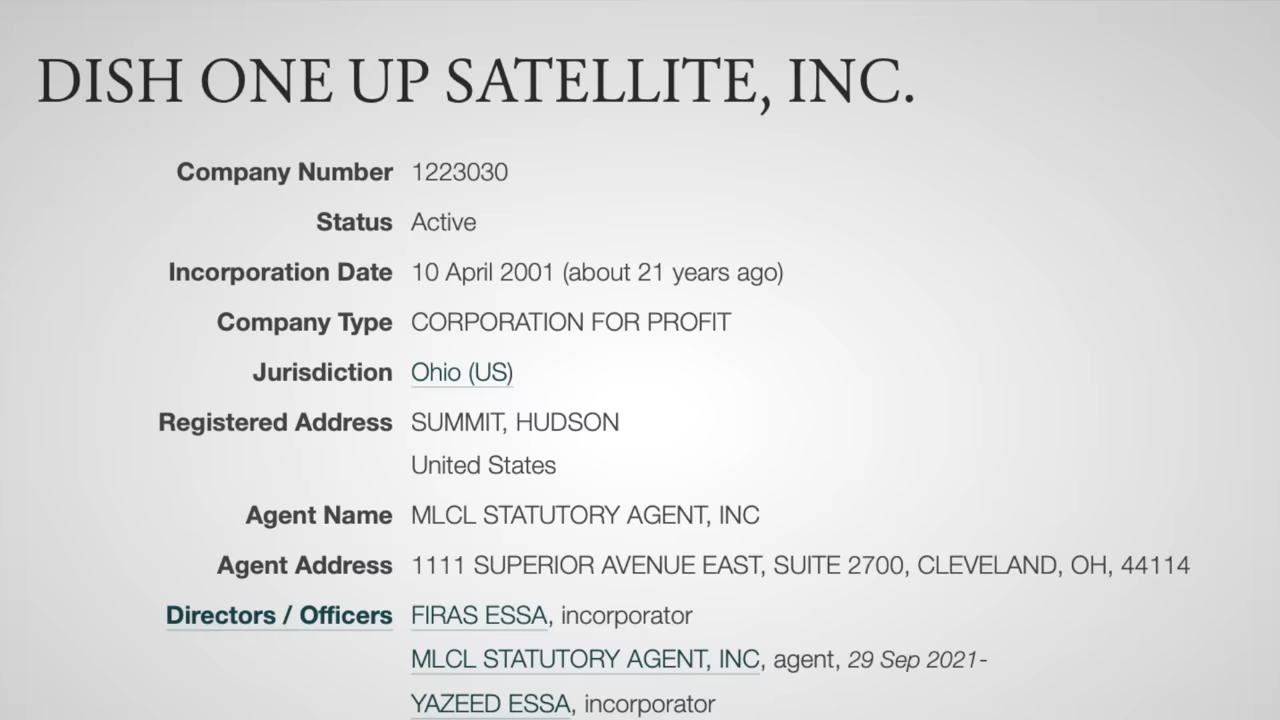 DISH ONE UP SATELLITE, INC.
Company Number 1223030
Status Active
Incorporation Date 10 April 2001 (about 21 years ago)
Company Type CORPORATION FOR PROFIT
Jurisdiction Ohio (US)
Registered Address SUMMIT, HUDSON
United States
Agent Name MLCL STATUTORY AGENT, INC
Agent Address 1111 SUPERIOR AVENUE EAST, SUITE 2700, CLEVELAND, OH, 44114
Directors / Officers FIRAS ESSA, incorporator
MLCL STATUTORY AGENT, INC, agent, 29 Sep 2021-
YAZEED ESSA, incorporator